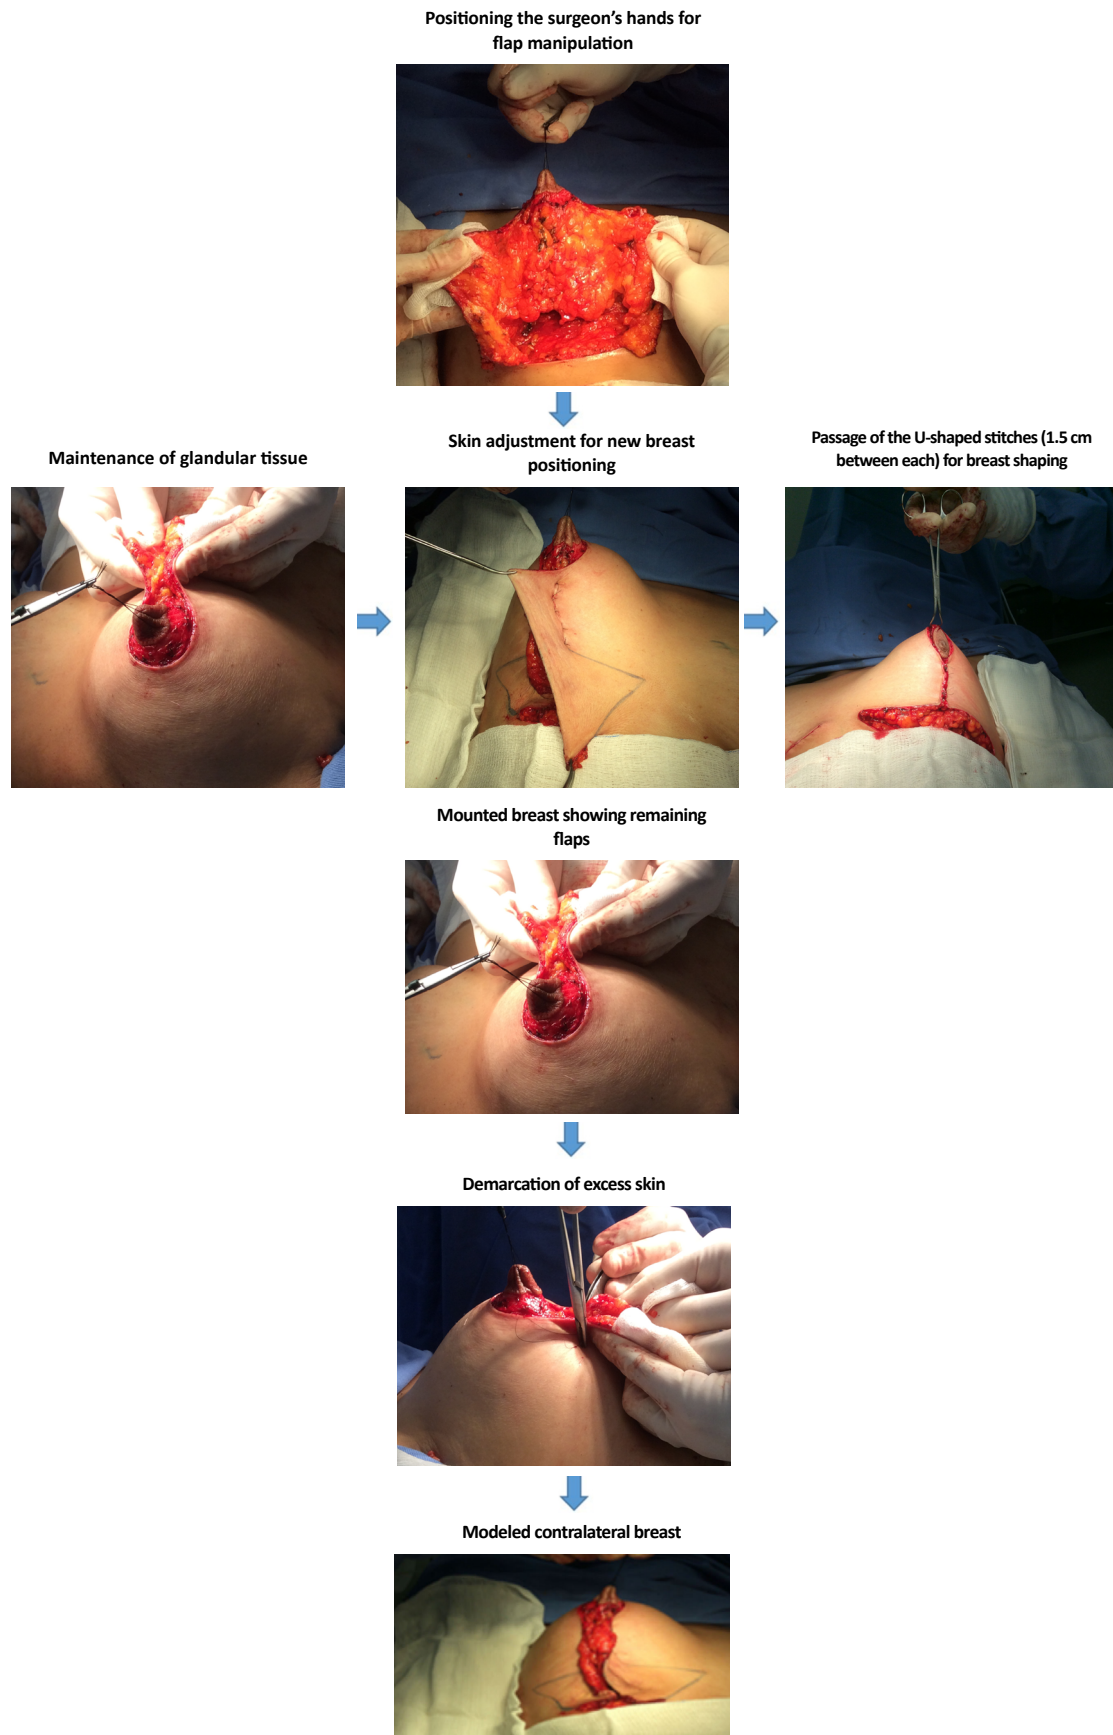 Positioning the surgeon’s hands for
flap manipulation
Maintenance of glandular tissue
Skin adjustment for new breast
positioning
Passage of the U-shaped stitches (1.5 cm
between each) for breast shaping
Mounted breast showing remaining
flaps
Demarcation of excess skin
Modeled contralateral breast